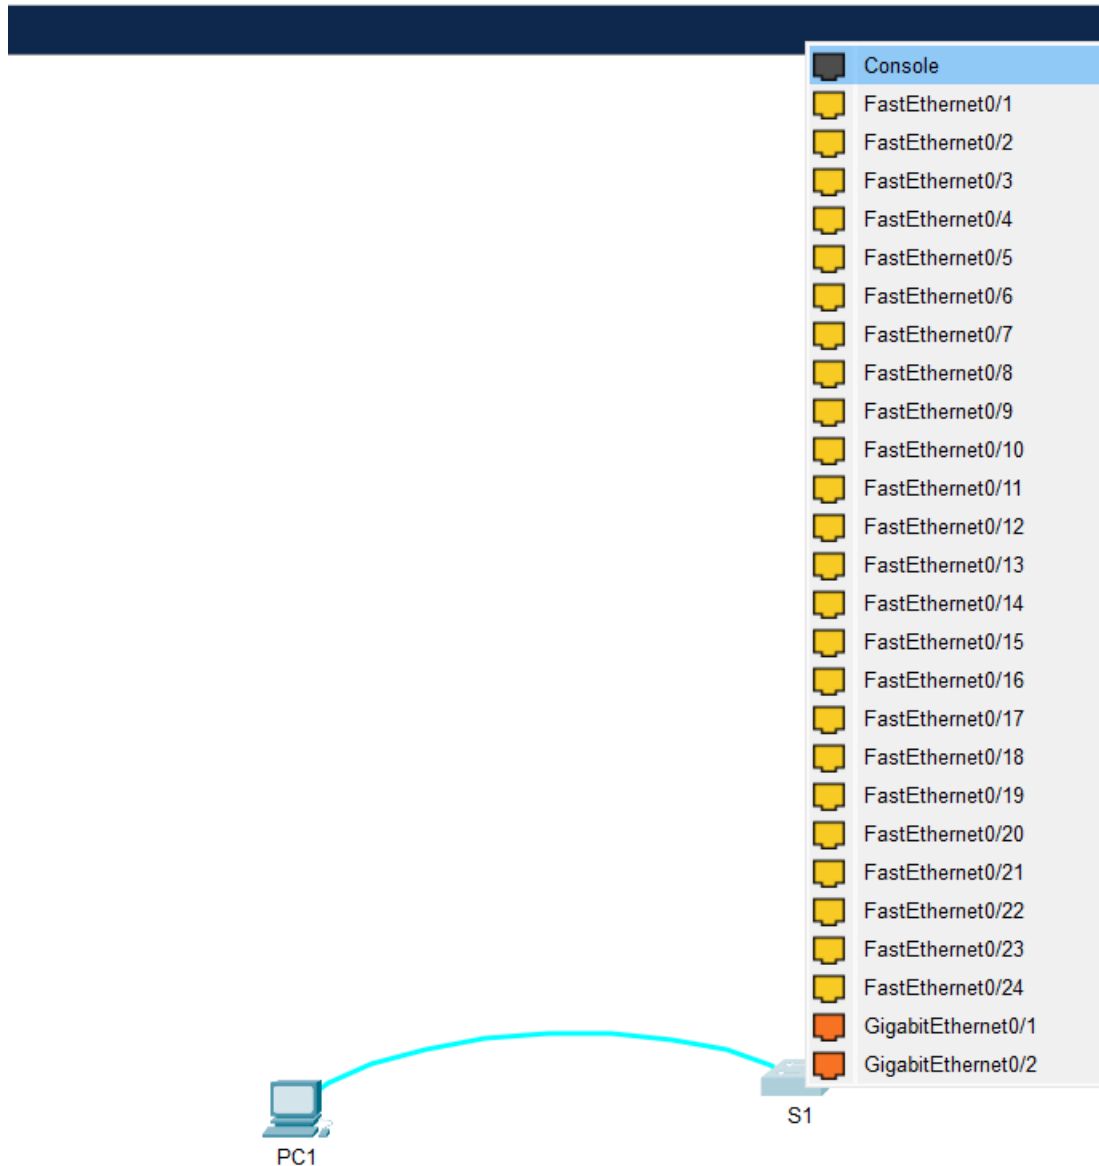 Console
FastEthernet0/1
FastEthernet0/2
FastEthernet0/3
FastEthernet0/4
FastEthernet0/5
FastEthernet0/6
FastEthernet0/7
FastEthernet0/8
FastEthernet0/9
FastEthernet0/10
FastEthernet0/11
FastEthernet0/12
FastEthernet0/13
FastEthernet0/14
FastEthernet0/15
FastEthernet0/16
FastEthernet0/17
FastEthernet0/18
FastEthernet0/19
FastEthernet0/20
FastEthernet0/21
FastEthernet0/22
FastEthernet0/23
FastEthernet0/24
GigabitEthernet0/1
GigabitEthernet0/2
S1
PC1